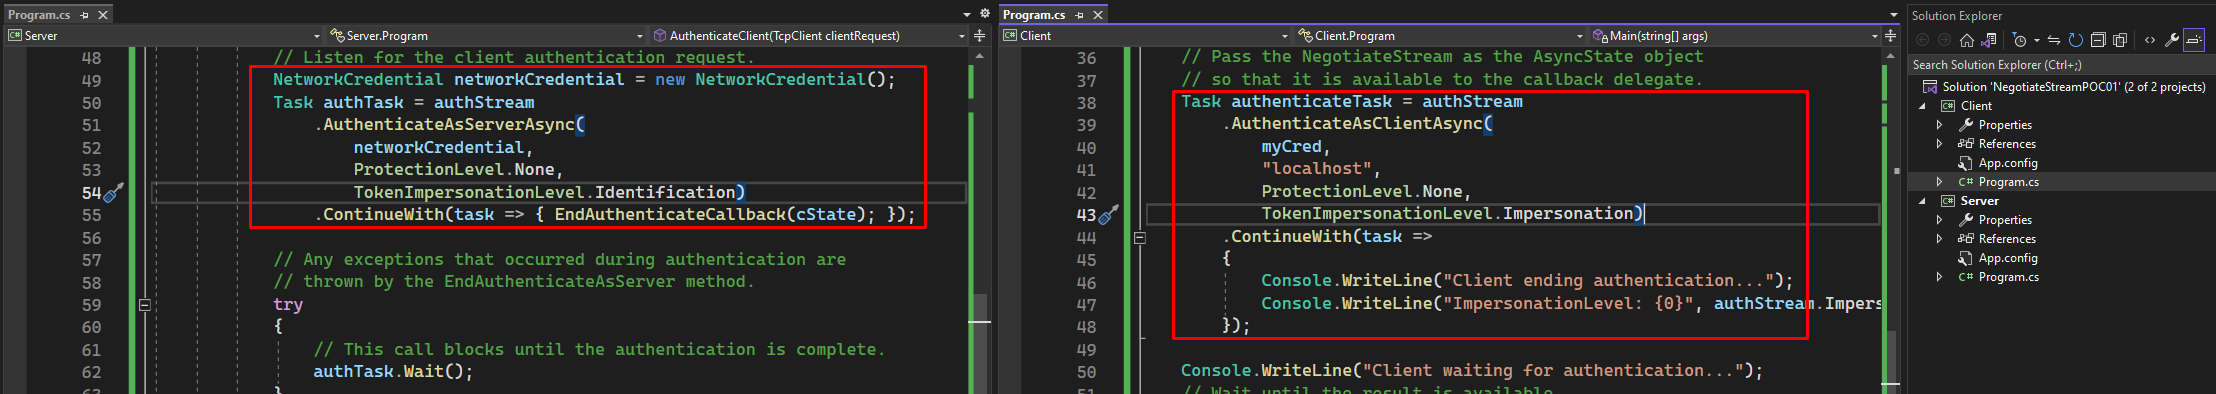 Program.cs
Server
Server.Program
AuthenticateClient(TcpClient clientRequest)
48 // Listen for the client authentication request.
49 NetworkCredential networkCredential = new NetworkCredential();
50 Task authTask = authStream
51 .AuthenticateAsServerAsync(
52 networkCredential,
53 ProtectionLevel.None,
54 TokenImpersonationLevel.Identification)
55 .ContinueWith(task => { EndAuthenticateCallback(cState); });
56
57 // Any exceptions that occurred during authentication are
58 // thrown by the EndAuthenticateAsServer method.
59 try
60 {
61 // This call blocks until the authentication is complete.
62 authTask.Wait();
63
Program.cs
Client
Client.Program
Main(string[] args)
36 // Pass the NegotiateStream as the AsyncState object
37 // so that it is available to the callback delegate.
38 Task authenticateTask = authStream
39 .AuthenticateAsClientAsync(
40 myCred,
41 "localhost",
42 ProtectionLevel.None,
43 TokenImpersonationLevel.Impersonation)
44 .ContinueWith(task =>
45 {
46 Console.WriteLine("Client ending authentication...");
47 Console.WriteLine("ImpersonationLevel: {0}", authStream.Impers
48 });
49
50 Console.WriteLine("Client waiting for authentication...");
51 // Wait until the result is available
Solution Explorer
Search Solution Explorer (Ctrl+;)
Solution 'NegotiateStreamPOC01' (2 of 2 projects)
C# Client
Properties
References
App.config
C# Program.cs
C# Server
Properties
References
App.config
C# Program.cs